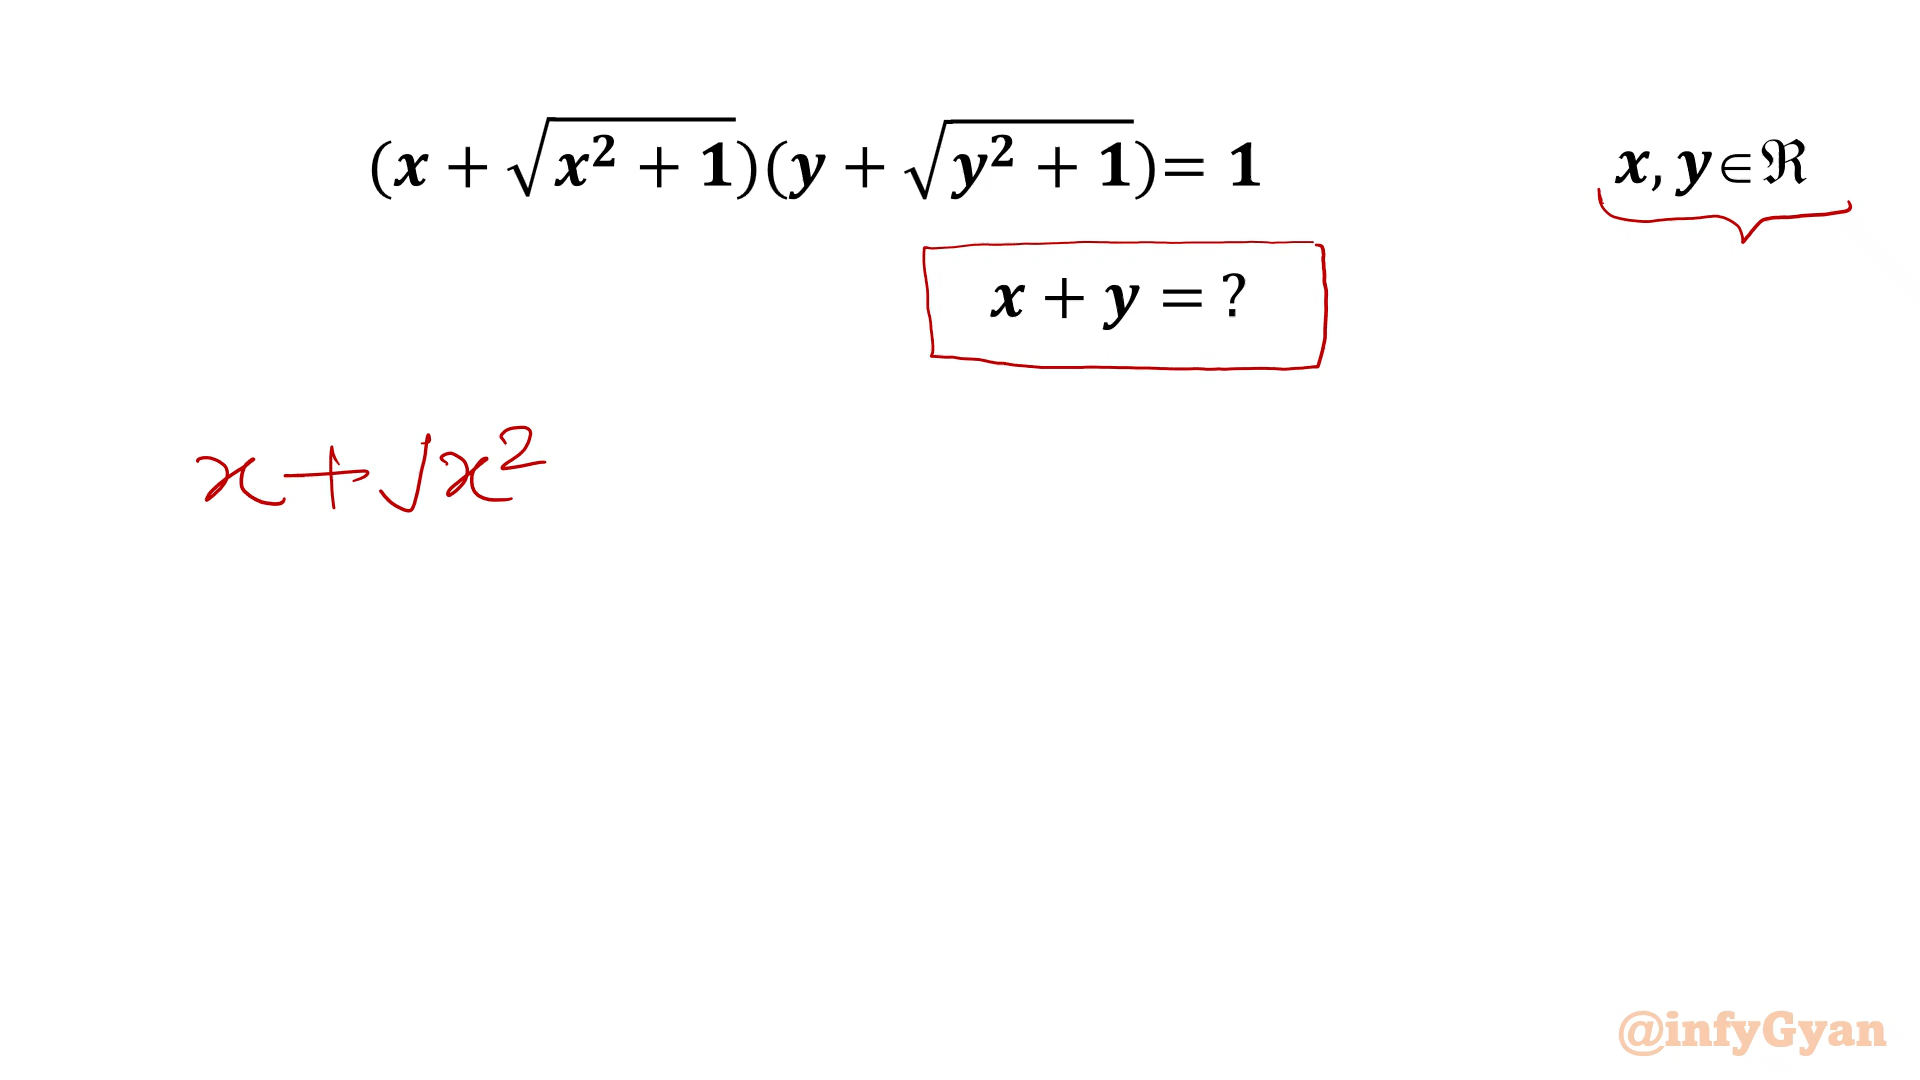 (x + √(x² + 1))(y + √(y² + 1)) = 1
x, y ∈ ℜ
x + y = ?
x + √x²
@infyGyan